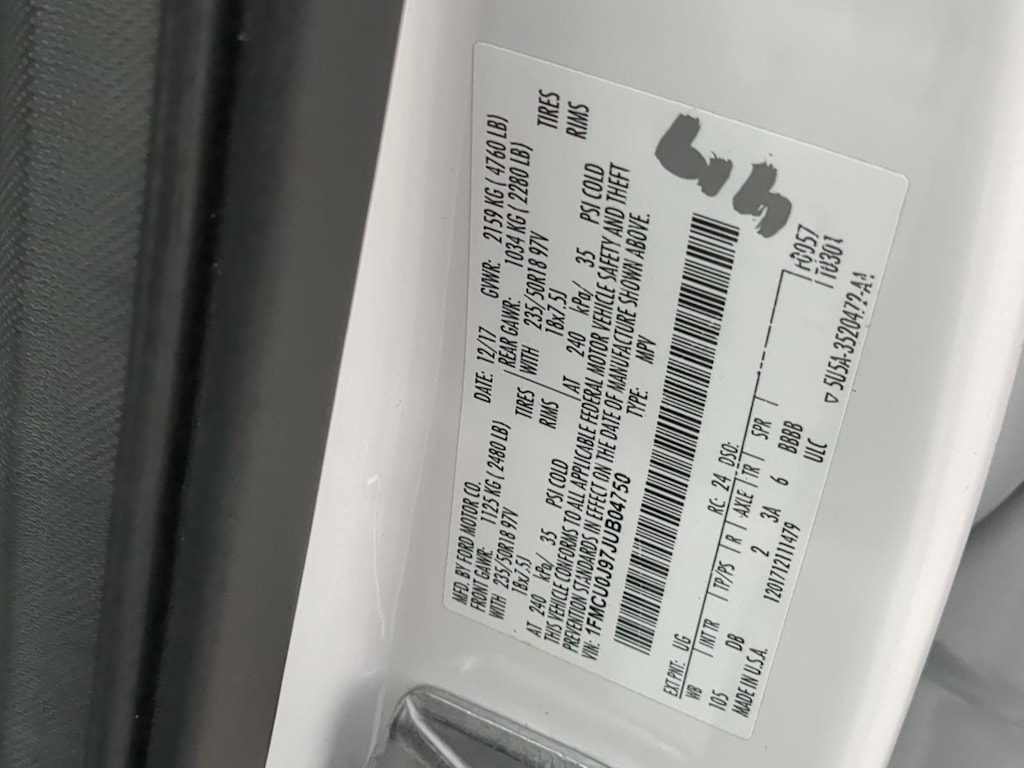 MFD. BY FORD MOTOR CO.
DATE: 12/17 GVWR: 2159 KG ( 4760 LB)
FRONT GAWR: 1125 KG ( 2480 LB) REAR GAWR: 1034 KG ( 2280 LB)
WITH 235/50R18 97V TIRES WITH 235/50R18 97V TIRES
18x7.5J RIMS 18x7.5J RIMS
AT 240 kPa/ 35 PSI COLD AT 240 kPa/ 35 PSI COLD
THIS VEHICLE CONFORMS TO ALL APPLICABLE FEDERAL MOTOR VEHICLE SAFETY AND THEFT
PREVENTION STANDARDS IN EFFECT ON THE DATE OF MANUFACTURE SHOWN ABOVE.
VIN: 1FMCU0J97JUB04750 TYPE: MPV
EXT PNT: UG RC: 24 DSO:
WB INT TR TP/PS R AXLE TR SPR
105 DB 2 3A 6 BBBB
MADE IN U.S.A. 1201712111479 ULC